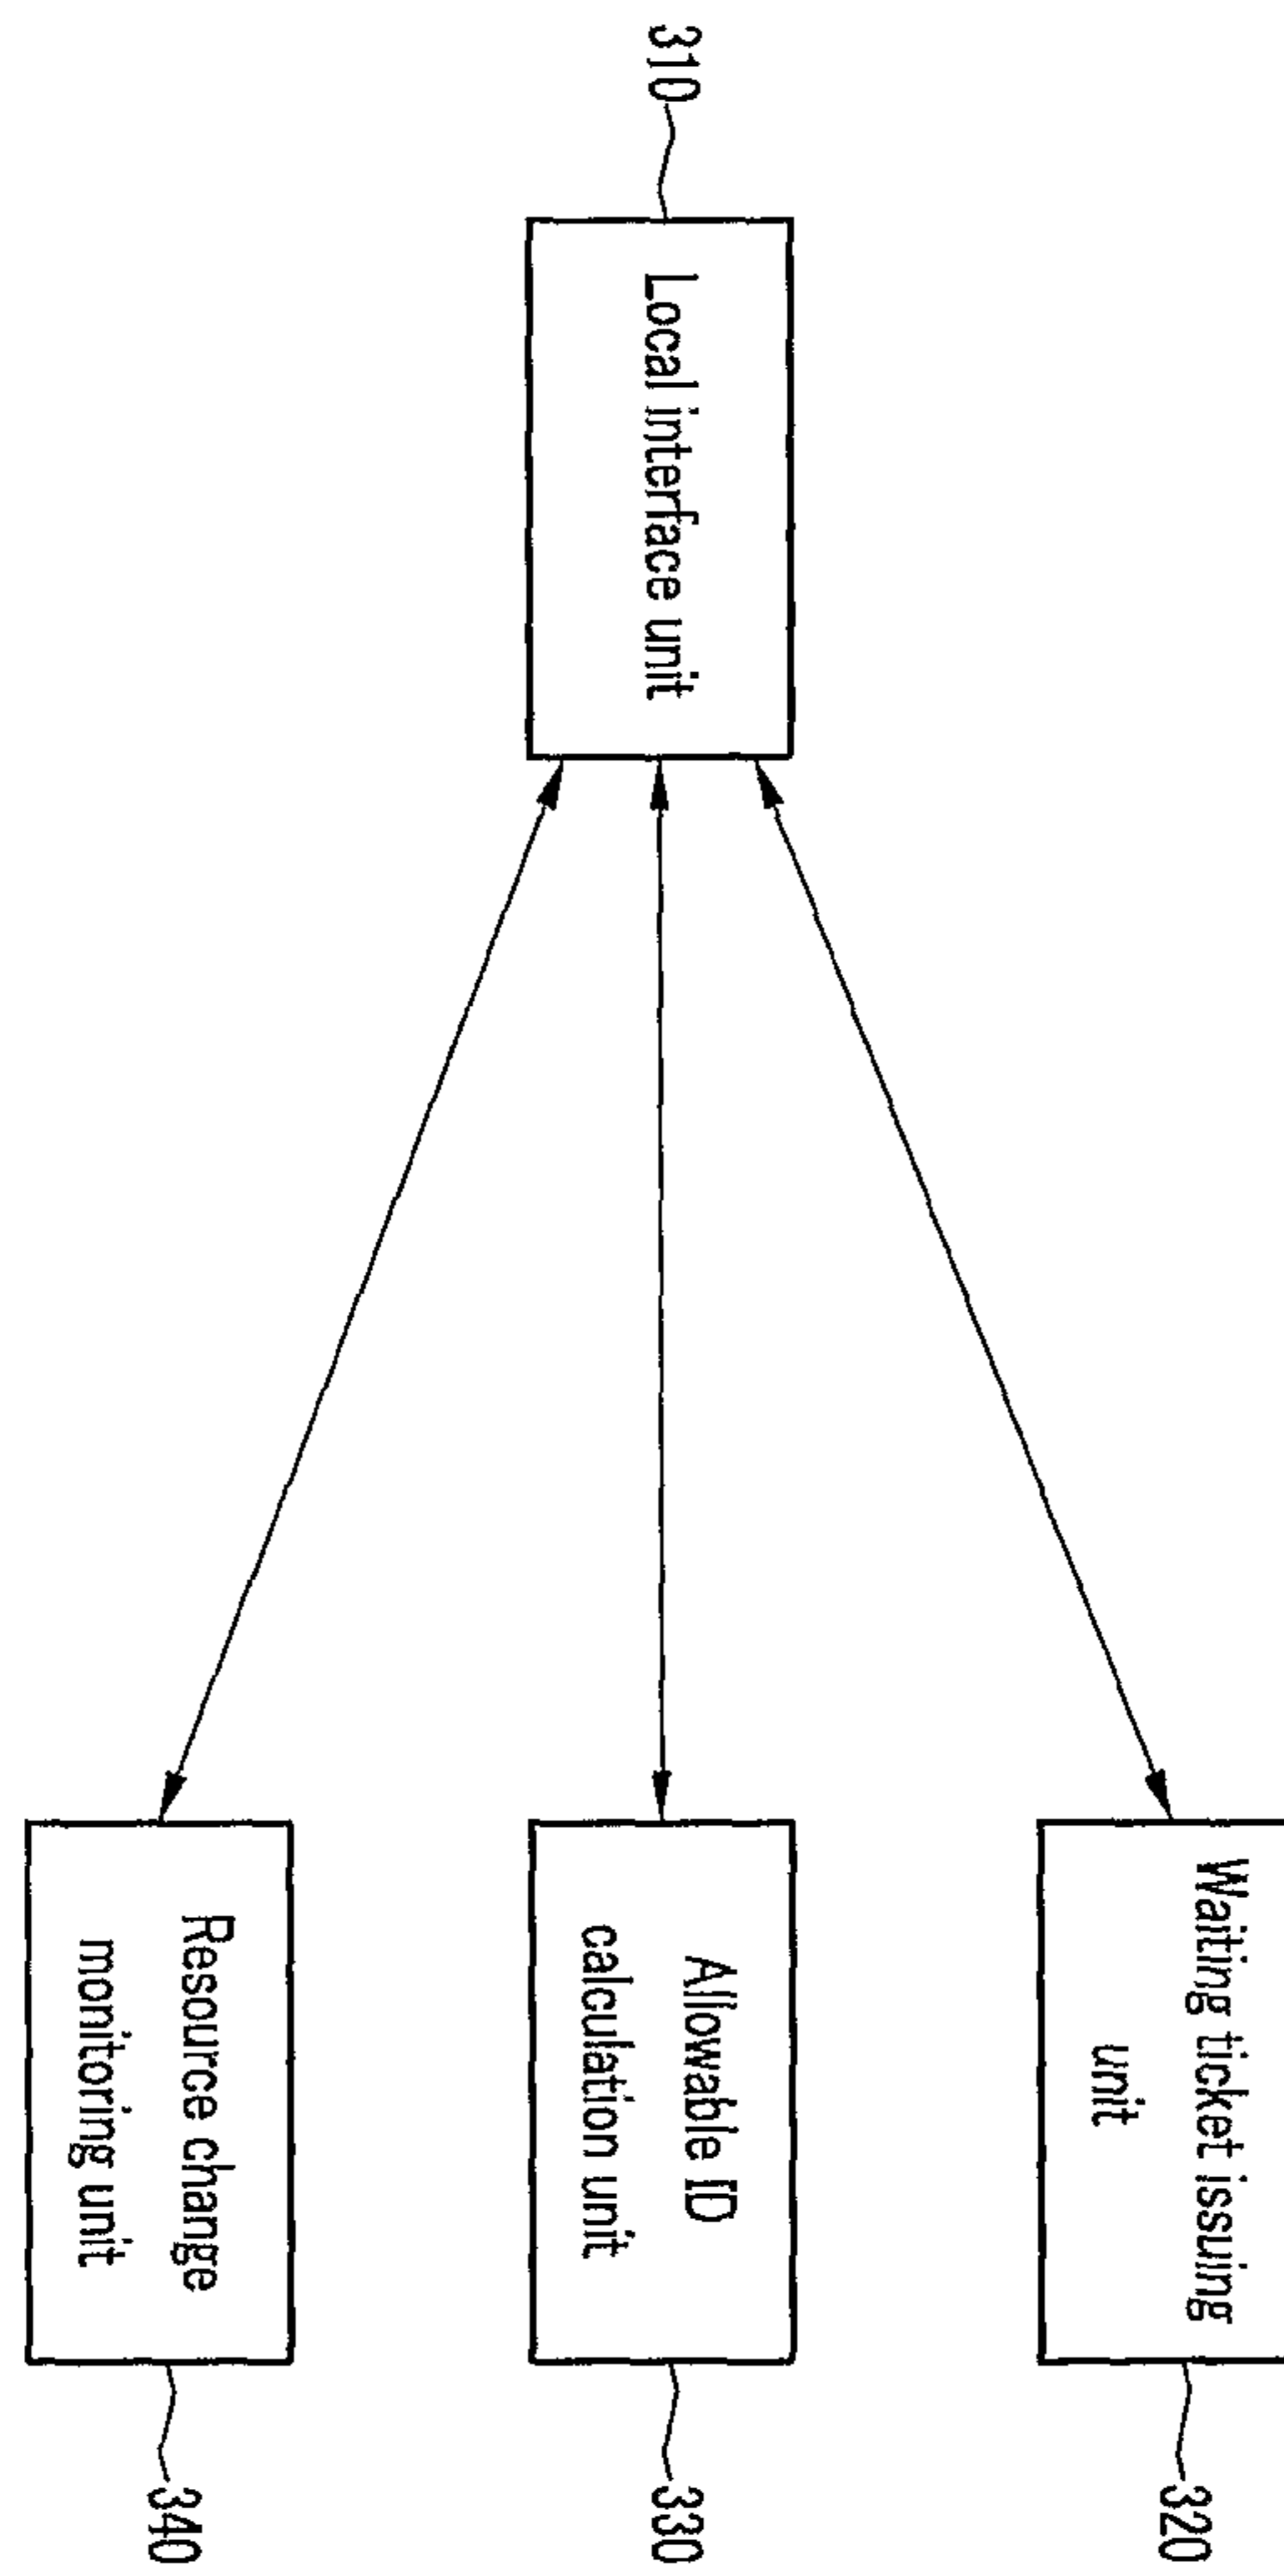 310
Local interface unit
Waiting ticket issuing
unit
320
Allowable ID
calculation unit
330
Resource change
monitoring unit
340